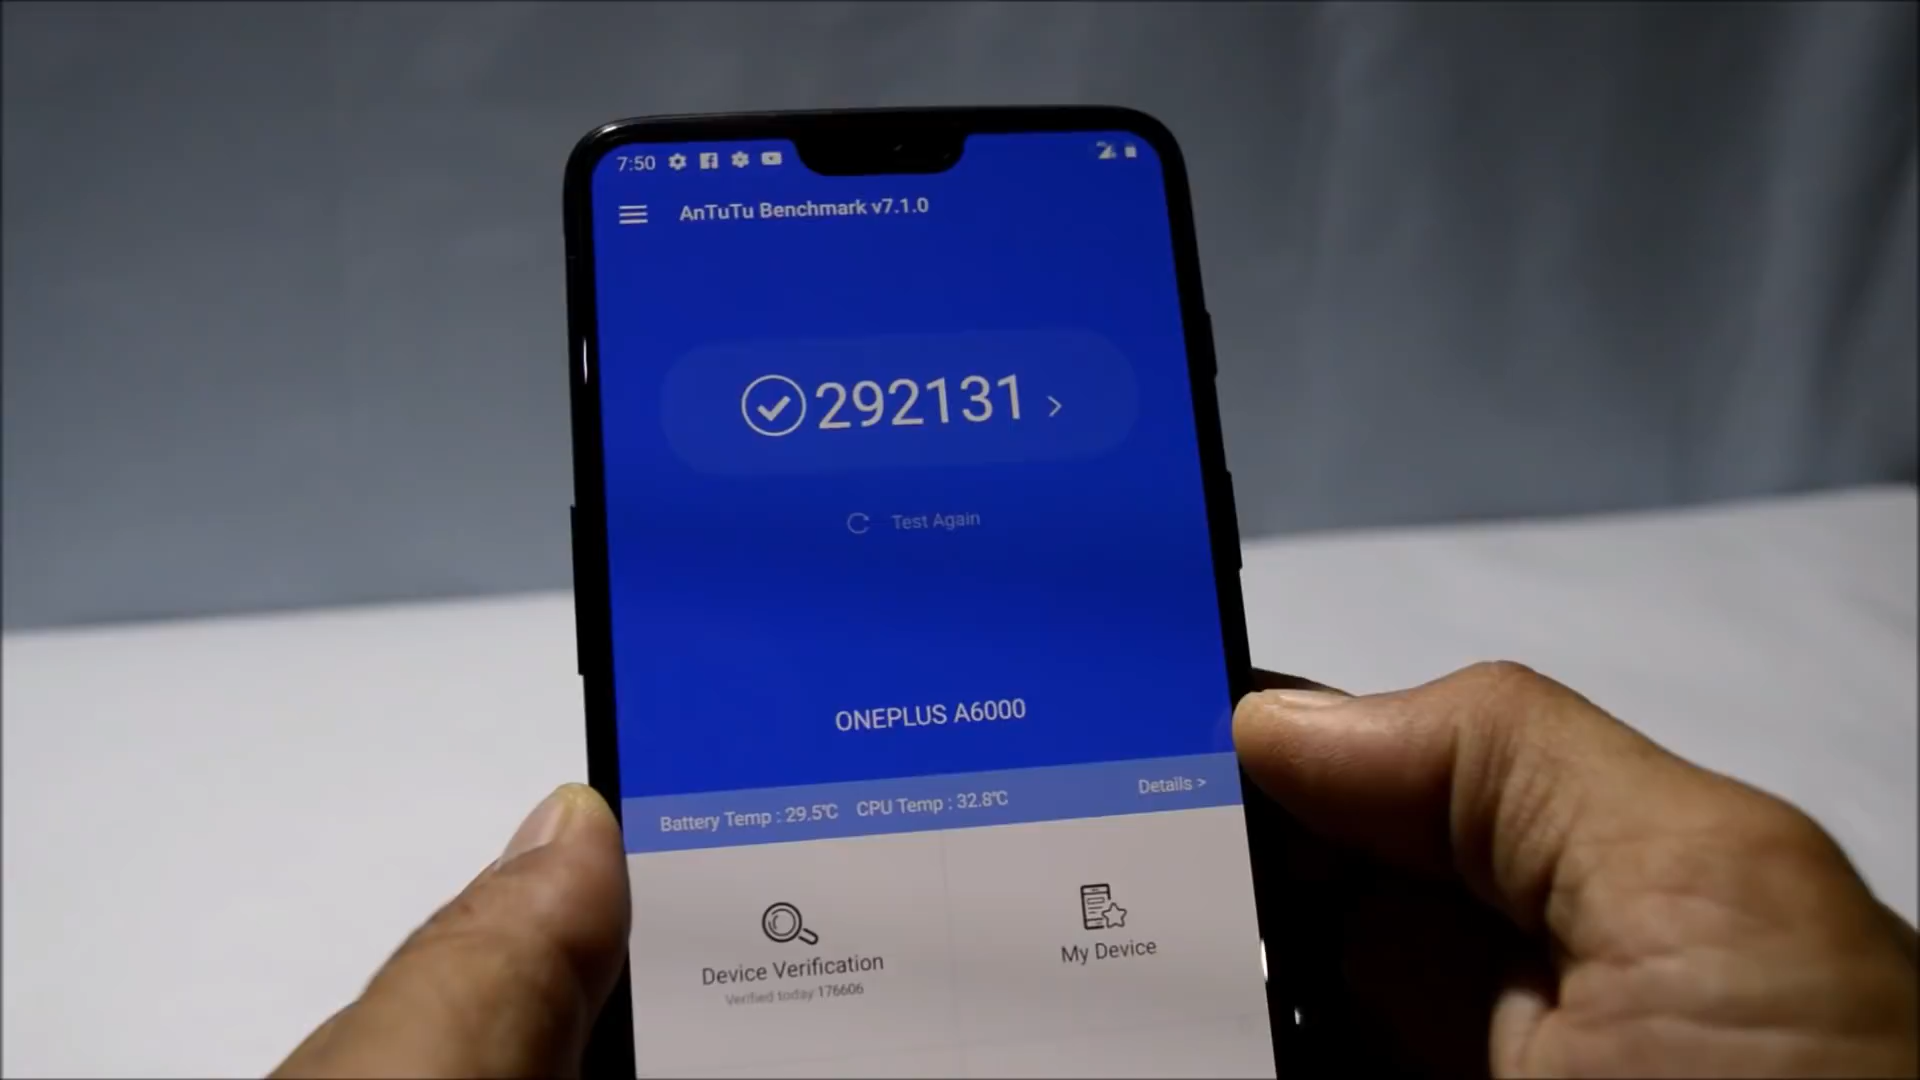 7:50
AnTuTu Benchmark v7.1.0
292131 >
Test Again
ONEPLUS A6000
Battery Temp : 29.5℃ CPU Temp : 32.8℃ Details >
Device Verification
Verified today 176606
My Device